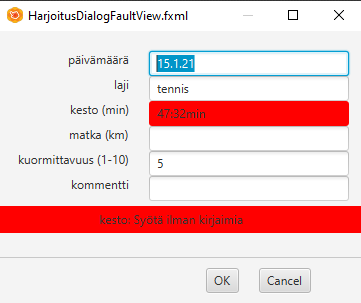 HarjoitusDialogFaultView.fxml
päivämäärä 15.1.21
laji tennis
kesto (min) 47:32min
matka (km)
kuormittavuus (1-10) 5
kommentti
kesto: Syötä ilman kirjaimia
OK Cancel